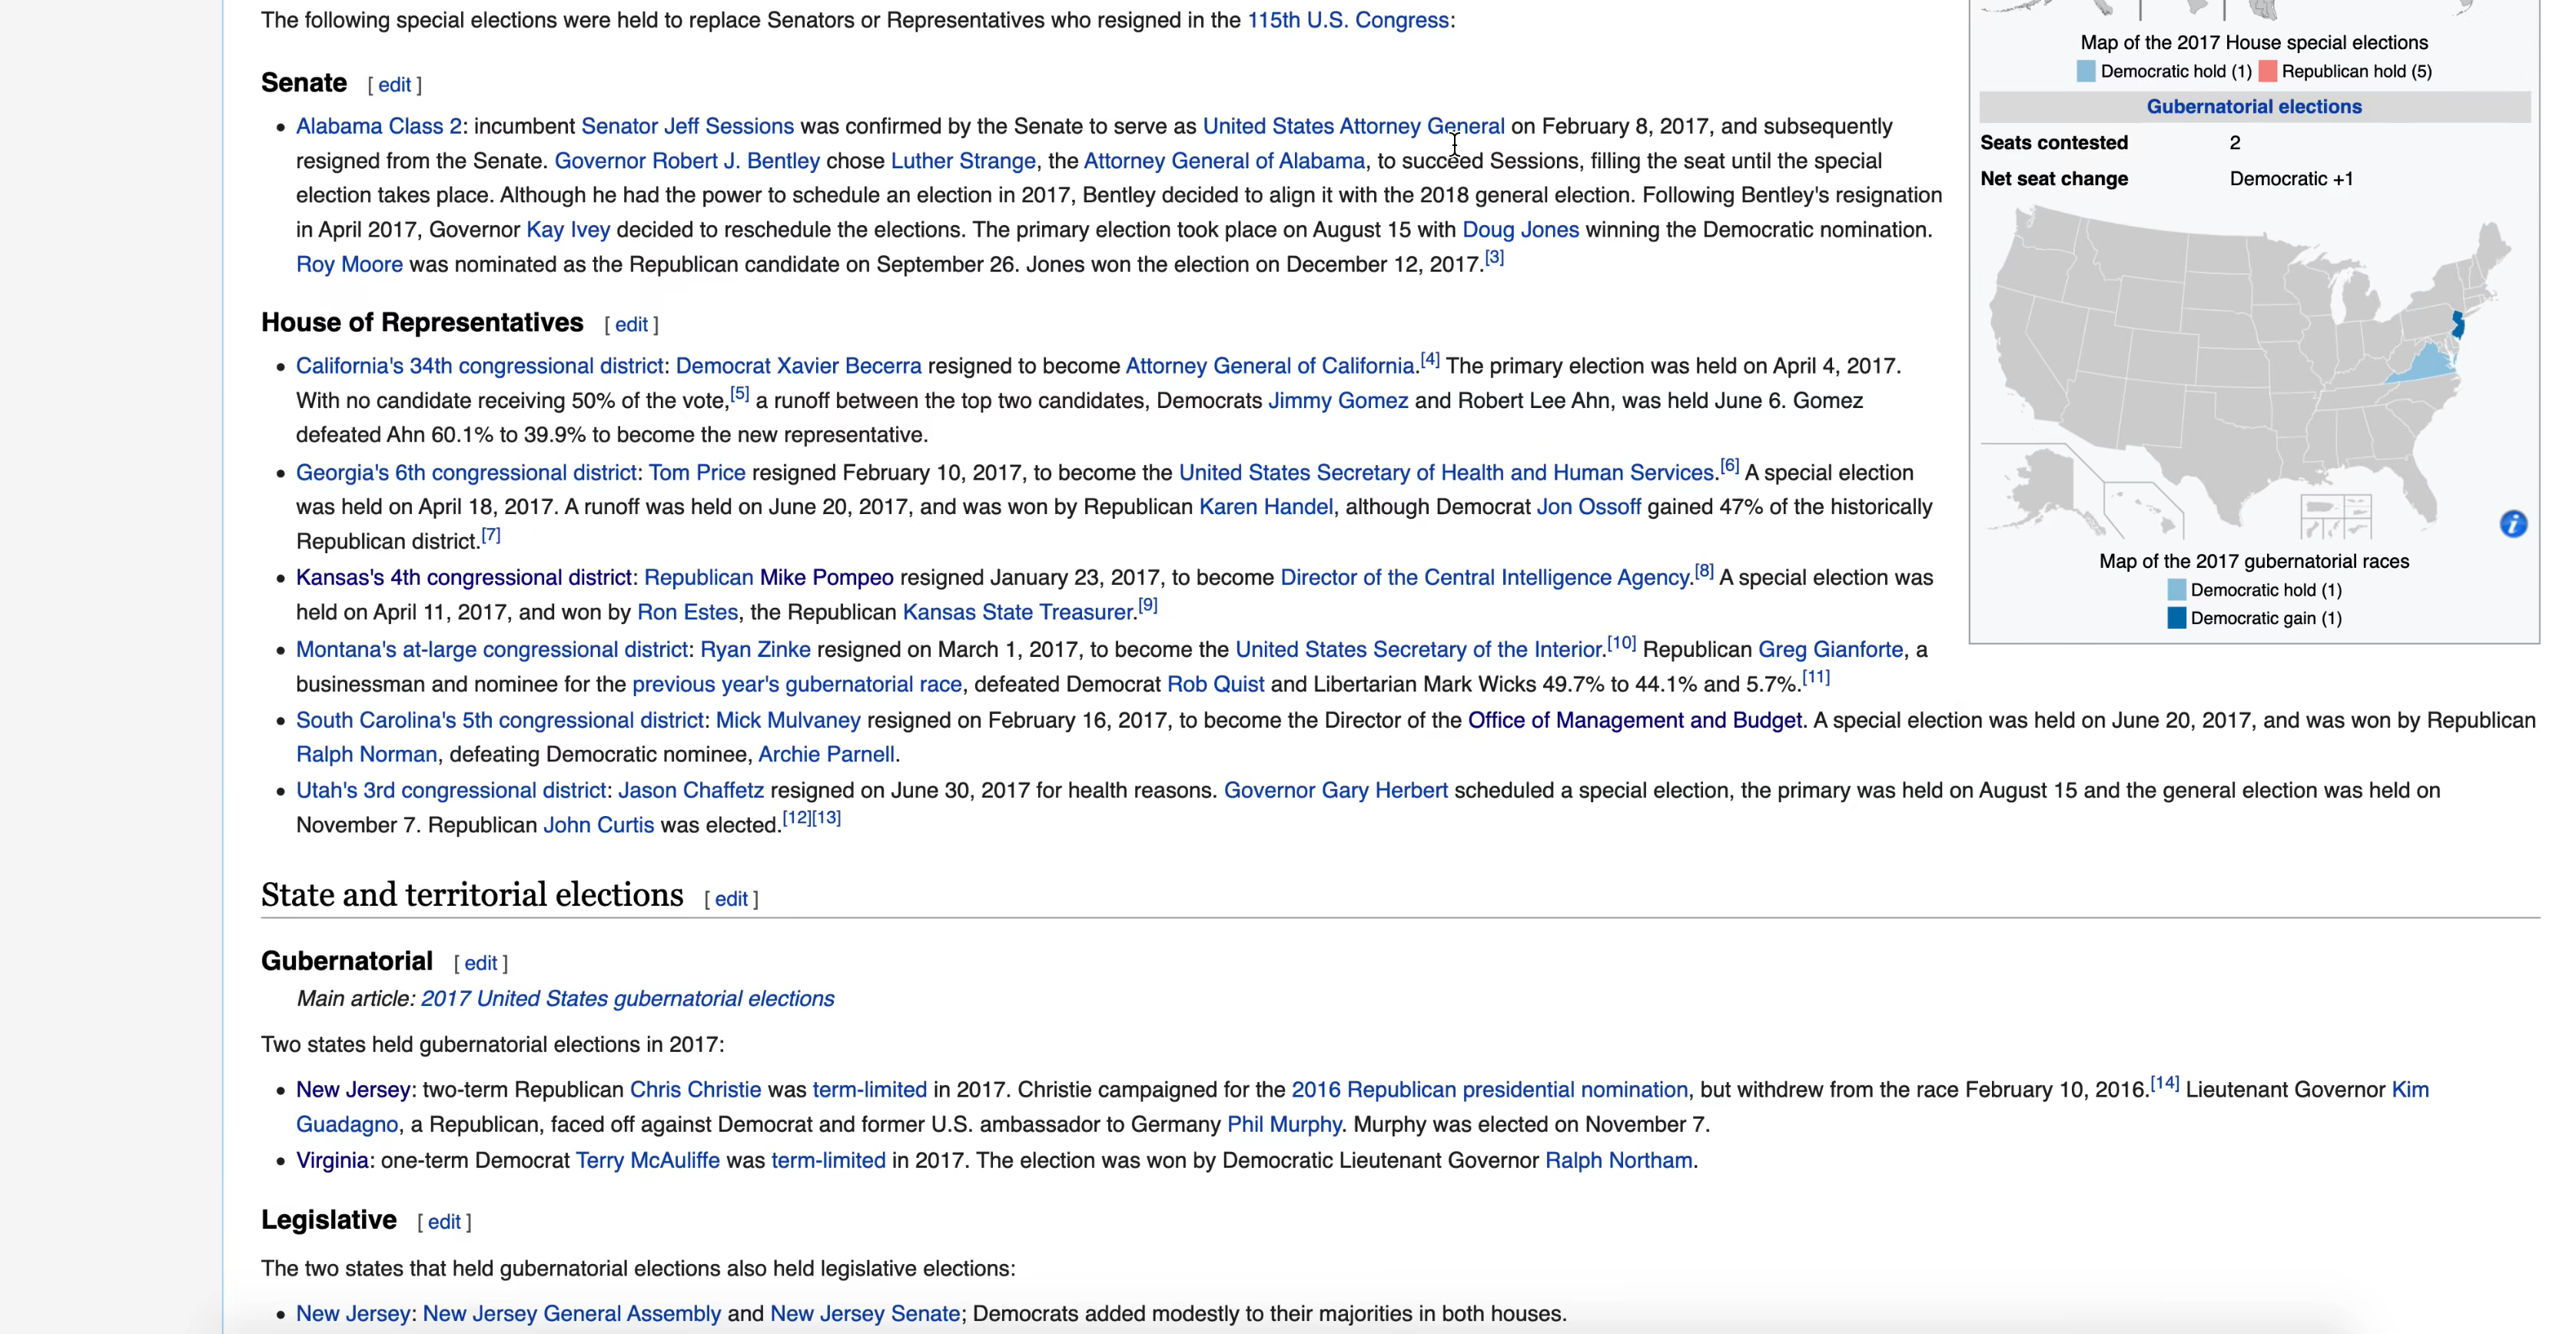 The following special elections were held to replace Senators or Representatives who resigned in the 115th U.S. Congress:
Senate [ edit ]
• Alabama Class 2: incumbent Senator Jeff Sessions was confirmed by the Senate to serve as United States Attorney General on February 8, 2017, and subsequently
resigned from the Senate. Governor Robert J. Bentley chose Luther Strange, the Attorney General of Alabama, to succeed Sessions, filling the seat until the special
election takes place. Although he had the power to schedule an election in 2017, Bentley decided to align it with the 2018 general election. Following Bentley's resignation
in April 2017, Governor Kay Ivey decided to reschedule the elections. The primary election took place on August 15 with Doug Jones winning the Democratic nomination.
Roy Moore was nominated as the Republican candidate on September 26. Jones won the election on December 12, 2017.[3]
House of Representatives [ edit ]
• California's 34th congressional district: Democrat Xavier Becerra resigned to become Attorney General of California.[4] The primary election was held on April 4, 2017.
With no candidate receiving 50% of the vote,[5] a runoff between the top two candidates, Democrats Jimmy Gomez and Robert Lee Ahn, was held June 6. Gomez
defeated Ahn 60.1% to 39.9% to become the new representative.
• Georgia's 6th congressional district: Tom Price resigned February 10, 2017, to become the United States Secretary of Health and Human Services.[6] A special election
was held on April 18, 2017. A runoff was held on June 20, 2017, and was won by Republican Karen Handel, although Democrat Jon Ossoff gained 47% of the historically
Republican district.[7]
• Kansas's 4th congressional district: Republican Mike Pompeo resigned January 23, 2017, to become Director of the Central Intelligence Agency.[8] A special election was
held on April 11, 2017, and won by Ron Estes, the Republican Kansas State Treasurer.[9]
• Montana's at-large congressional district: Ryan Zinke resigned on March 1, 2017, to become the United States Secretary of the Interior.[10] Republican Greg Gianforte, a
businessman and nominee for the previous year's gubernatorial race, defeated Democrat Rob Quist and Libertarian Mark Wicks 49.7% to 44.1% and 5.7%.[11]
• South Carolina's 5th congressional district: Mick Mulvaney resigned on February 16, 2017, to become the Director of the Office of Management and Budget. A special election was held on June 20, 2017, and was won by Republican
Ralph Norman, defeating Democratic nominee, Archie Parnell.
• Utah's 3rd congressional district: Jason Chaffetz resigned on June 30, 2017 for health reasons. Governor Gary Herbert scheduled a special election, the primary was held on August 15 and the general election was held on
November 7. Republican John Curtis was elected.[12][13]
State and territorial elections [ edit ]
Gubernatorial [ edit ]
Main article: 2017 United States gubernatorial elections
Two states held gubernatorial elections in 2017:
• New Jersey: two-term Republican Chris Christie was term-limited in 2017. Christie campaigned for the 2016 Republican presidential nomination, but withdrew from the race February 10, 2016.[14] Lieutenant Governor Kim
Guadagno, a Republican, faced off against Democrat and former U.S. ambassador to Germany Phil Murphy. Murphy was elected on November 7.
• Virginia: one-term Democrat Terry McAuliffe was term-limited in 2017. The election was won by Democratic Lieutenant Governor Ralph Northam.
Legislative [ edit ]
The two states that held gubernatorial elections also held legislative elections:
• New Jersey: New Jersey General Assembly and New Jersey Senate; Democrats added modestly to their majorities in both houses.
Map of the 2017 House special elections
Democratic hold (1) Republican hold (5)
Gubernatorial elections
Seats contested 2
Net seat change Democratic +1
i
Map of the 2017 gubernatorial races
Democratic hold (1)
Democratic gain (1)